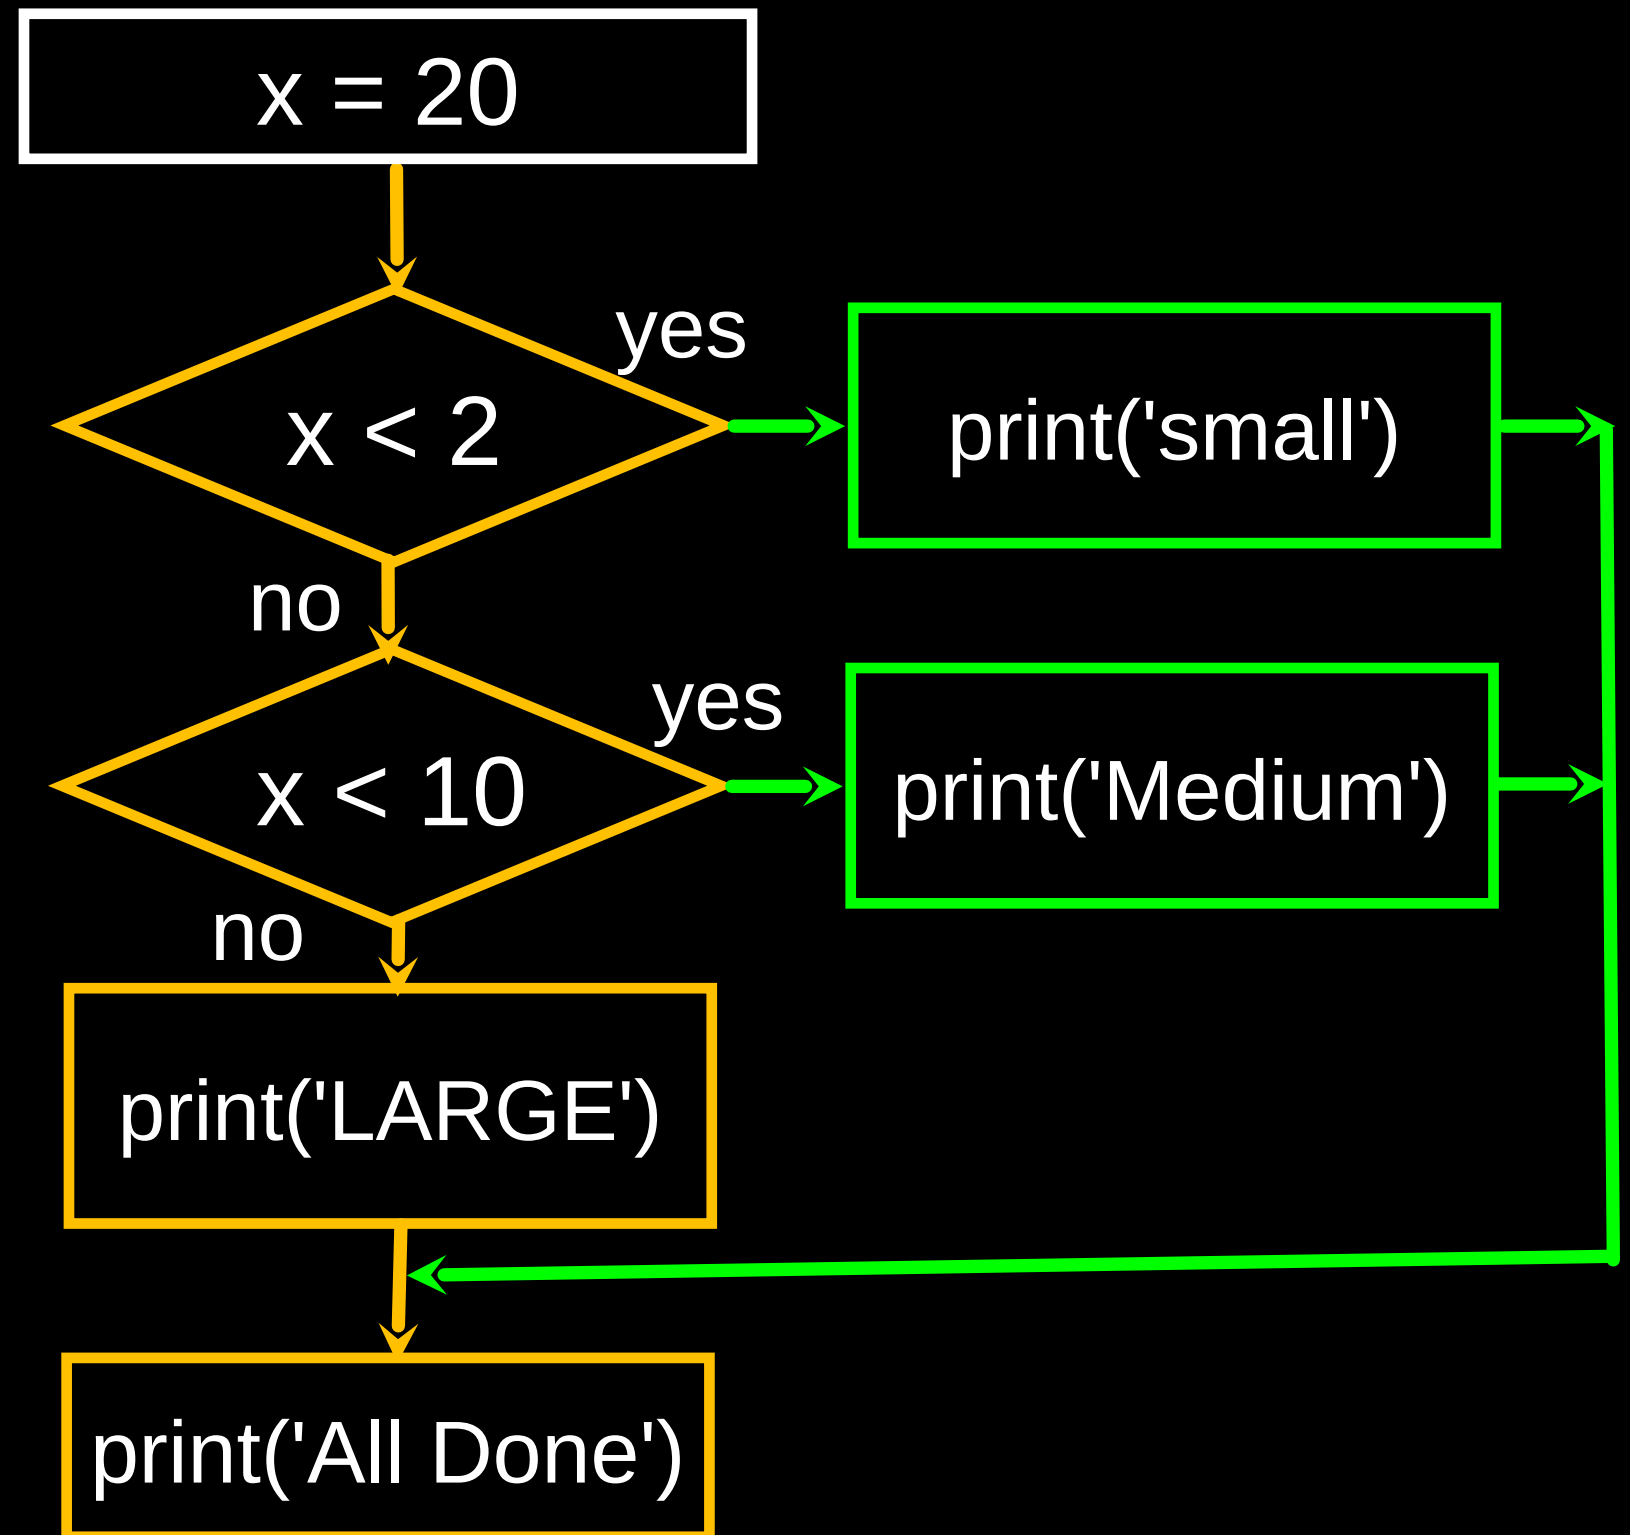 x = 20
yes
x < 2
print('small')
no
yes
x < 10
print('Medium')
no
print('LARGE')
print('All Done')